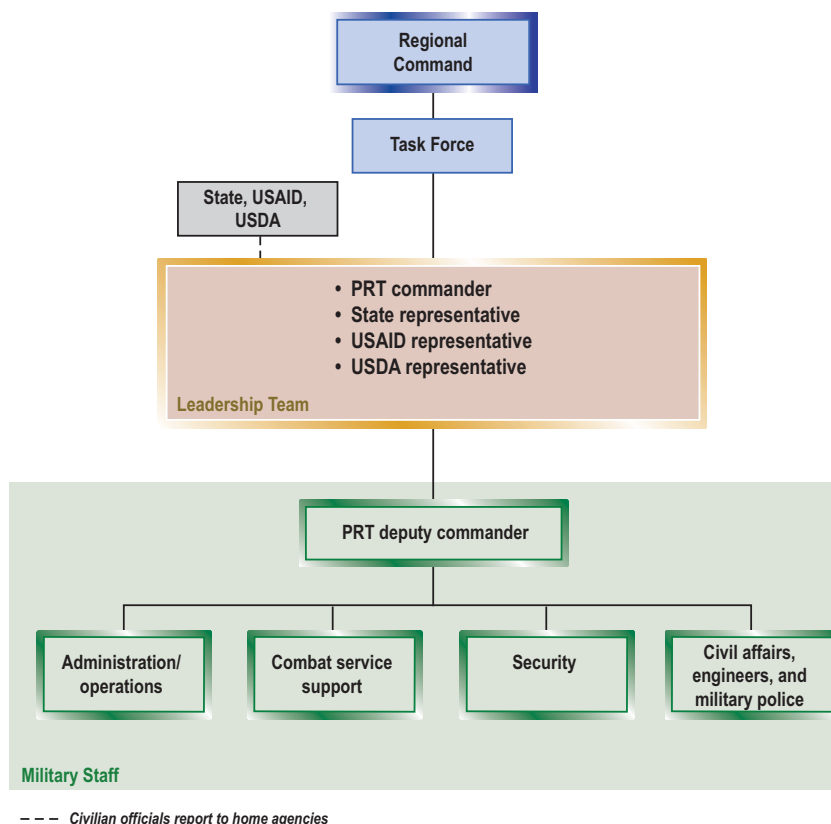 Regional
Command
Task Force
State, USAID,
USDA
• PRT commander
• State representative
• USAID representative
• USDA representative
Leadership Team
PRT deputy commander
Administration/
operations
Combat service
support
Security
Civil affairs,
engineers, and
military police
Military Staff
Civilian officials report to home agencies